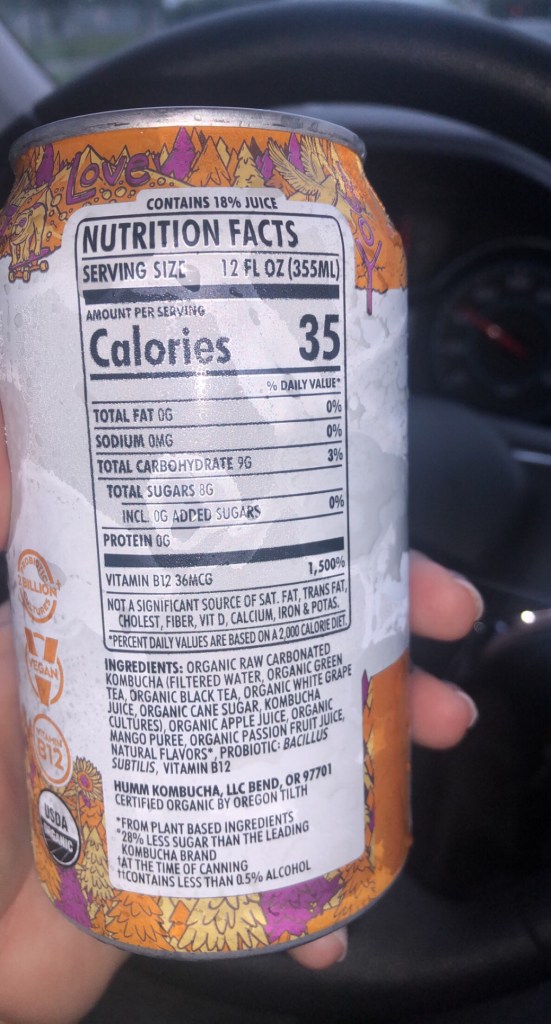 Love
JOY
CONTAINS 18% JUICE
NUTRITION FACTS
SERVING SIZE 12 FL OZ (355ML)
AMOUNT PER SERVING
Calories 35
% DAILY VALUE*
TOTAL FAT 0G 0%
SODIUM 0MG 0%
TOTAL CARBOHYDRATE 9G 3%
TOTAL SUGARS 8G
INCL. 0G ADDED SUGARS 0%
PROTEIN 0G
VITAMIN B12 36MCG 1,500%
NOT A SIGNIFICANT SOURCE OF SAT. FAT, TRANS FAT,
CHOLEST, FIBER, VIT D, CALCIUM, IRON & POTAS.
*PERCENT DAILY VALUES ARE BASED ON A 2,000 CALORIE DIET.
INGREDIENTS: ORGANIC RAW CARBONATED
KOMBUCHA (FILTERED WATER, ORGANIC GREEN
TEA, ORGANIC BLACK TEA, ORGANIC WHITE GRAPE
JUICE, ORGANIC CANE SUGAR, KOMBUCHA
CULTURES), ORGANIC APPLE JUICE, ORGANIC
MANGO PUREE, ORGANIC PASSION FRUIT JUICE,
NATURAL FLAVORS*, PROBIOTIC: BACILLUS
SUBTILIS, VITAMIN B12
HUMM KOMBUCHA, LLC BEND, OR 97701
CERTIFIED ORGANIC BY OREGON TILTH
*FROM PLANT BASED INGREDIENTS
**28% LESS SUGAR THAN THE LEADING
KOMBUCHA BRAND
†AT THE TIME OF CANNING
††CONTAINS LESS THAN 0.5% ALCOHOL
2 BILLION
VEGAN
VITAMIN
B12
USDA
ORGANIC